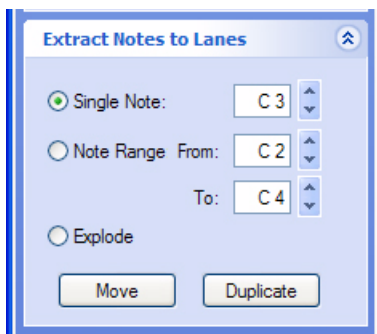 Extract Notes to Lanes
Single Note: C 3
Note Range From: C 2
To: C 4
Explode
Move Duplicate